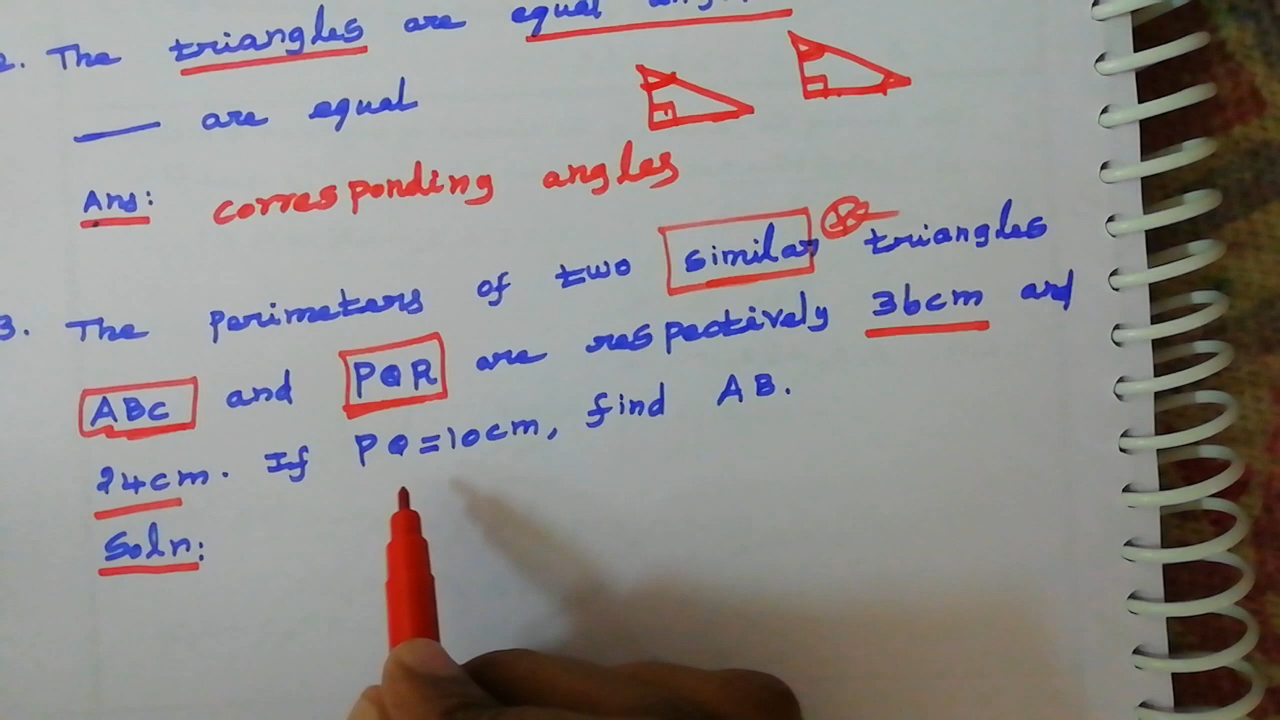 2. The triangles are equal
____ are equal
Ans: corresponding angles
3. The perimeters of two similar triangles
ABC and PQR are respectively 36cm and
24cm. If PQ=10cm, find AB.
Soln: